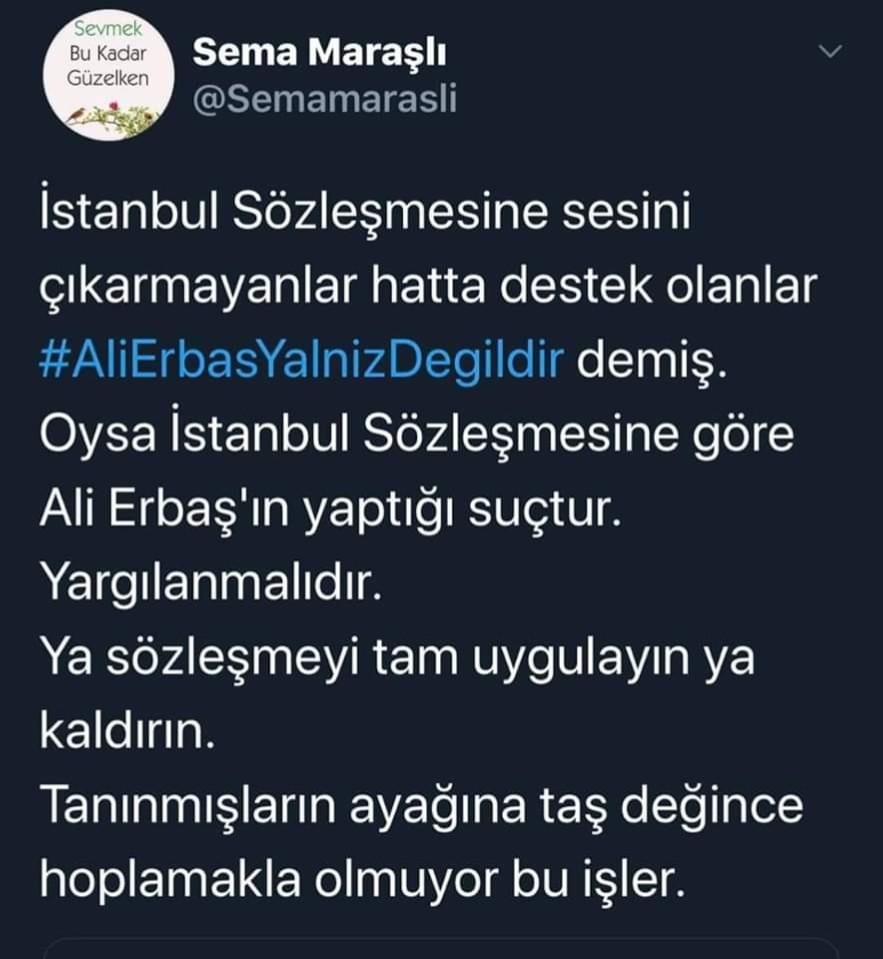 Sevmek
Bu Kadar
Güzelken
Sema Maraşlı
@Semamarasli
İstanbul Sözleşmesine sesini
çıkarmayanlar hatta destek olanlar
#AliErbasYalnizDegildir demiş.
Oysa İstanbul Sözleşmesine göre
Ali Erbaş'ın yaptığı suçtur.
Yargılanmalıdır.
Ya sözleşmeyi tam uygulayın ya
kaldırın.
Tanınmışların ayağına taş değince
hoplamakla olmuyor bu işler.